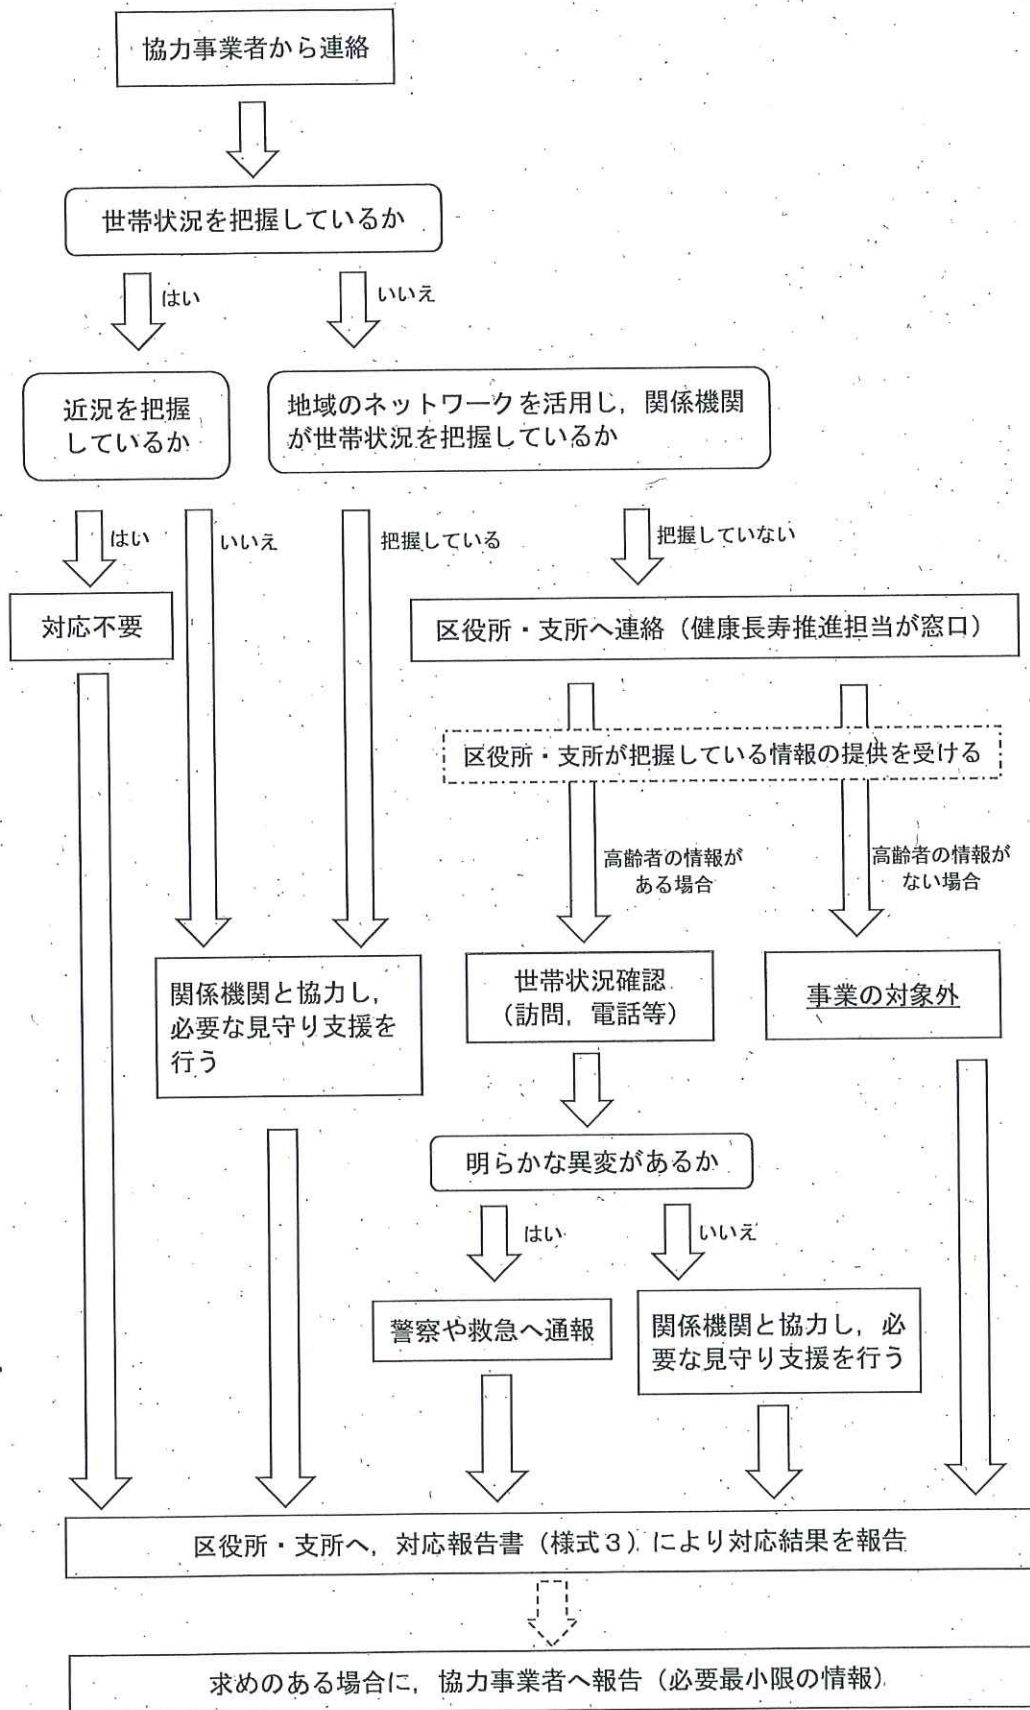 協力事業者から連絡
世帯状況を把握しているか
はい
いいえ
近況を把握
しているか
地域のネットワークを活用し，関係機関
が世帯状況を把握しているか
はい
いいえ
把握している
把握していない
対応不要
区役所・支所へ連絡（健康長寿推進担当が窓口）
区役所・支所が把握している情報の提供を受ける
高齢者の情報が
ある場合
高齢者の情報が
ない場合
関係機関と協力し，
必要な見守り支援を
行う
世帯状況確認
（訪問，電話等）
事業の対象外
明らかな異変があるか
はい
いいえ
警察や救急へ通報
関係機関と協力し，必
要な見守り支援を行う
区役所・支所へ，対応報告書（様式３）により対応結果を報告
求めのある場合に，協力事業者へ報告（必要最小限の情報）